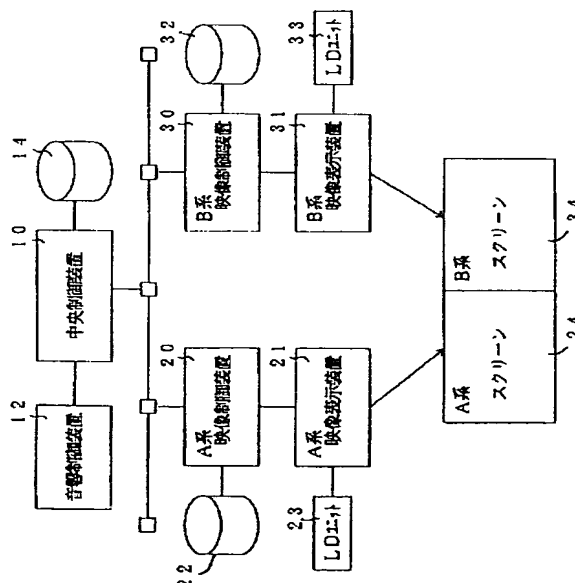 14
10
中央制御装置
12
音響制御装置
32
30
B系
映像制御装置
33
LDユニット
31
B系
映像表示装置
20
A系
映像制御装置
22
21
A系
映像表示装置
23
LDユニット
B系
スクリーン
34
A系
スクリーン
24